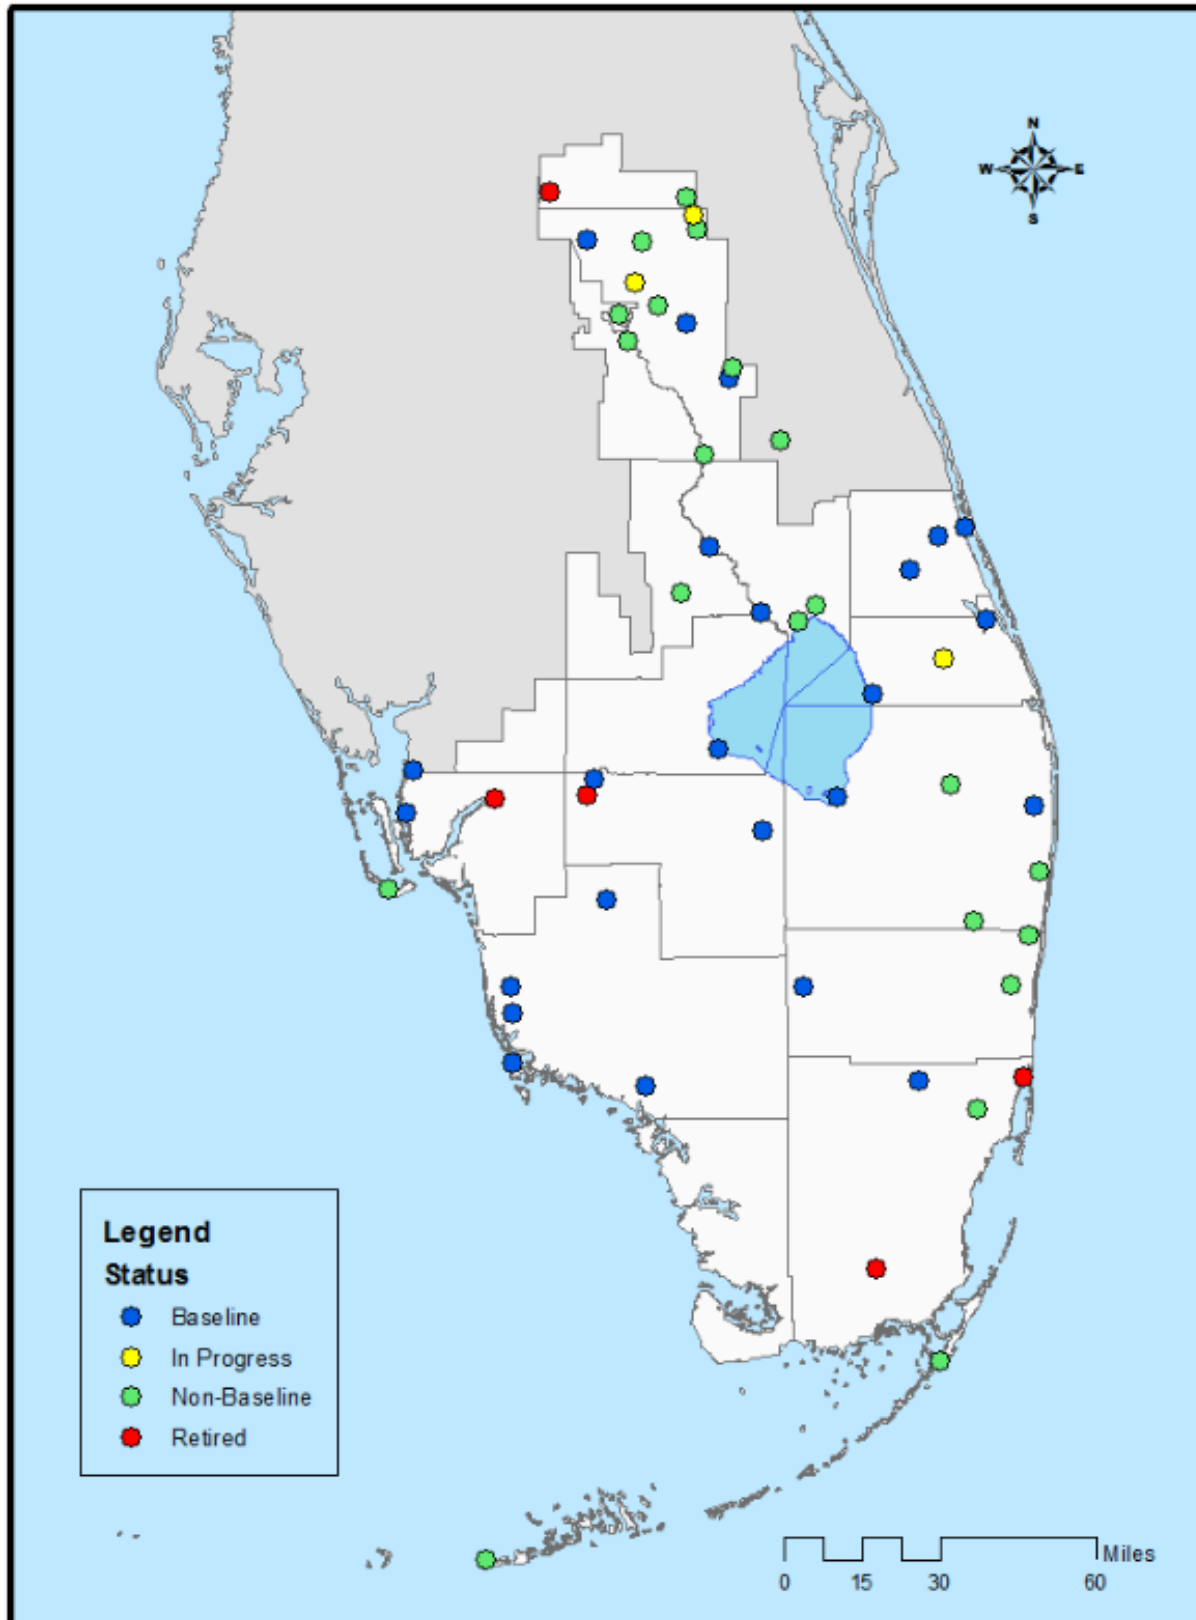 N
W E
S
Legend
Status
Baseline
In Progress
Non-Baseline
Retired
Miles
0 15 30 60